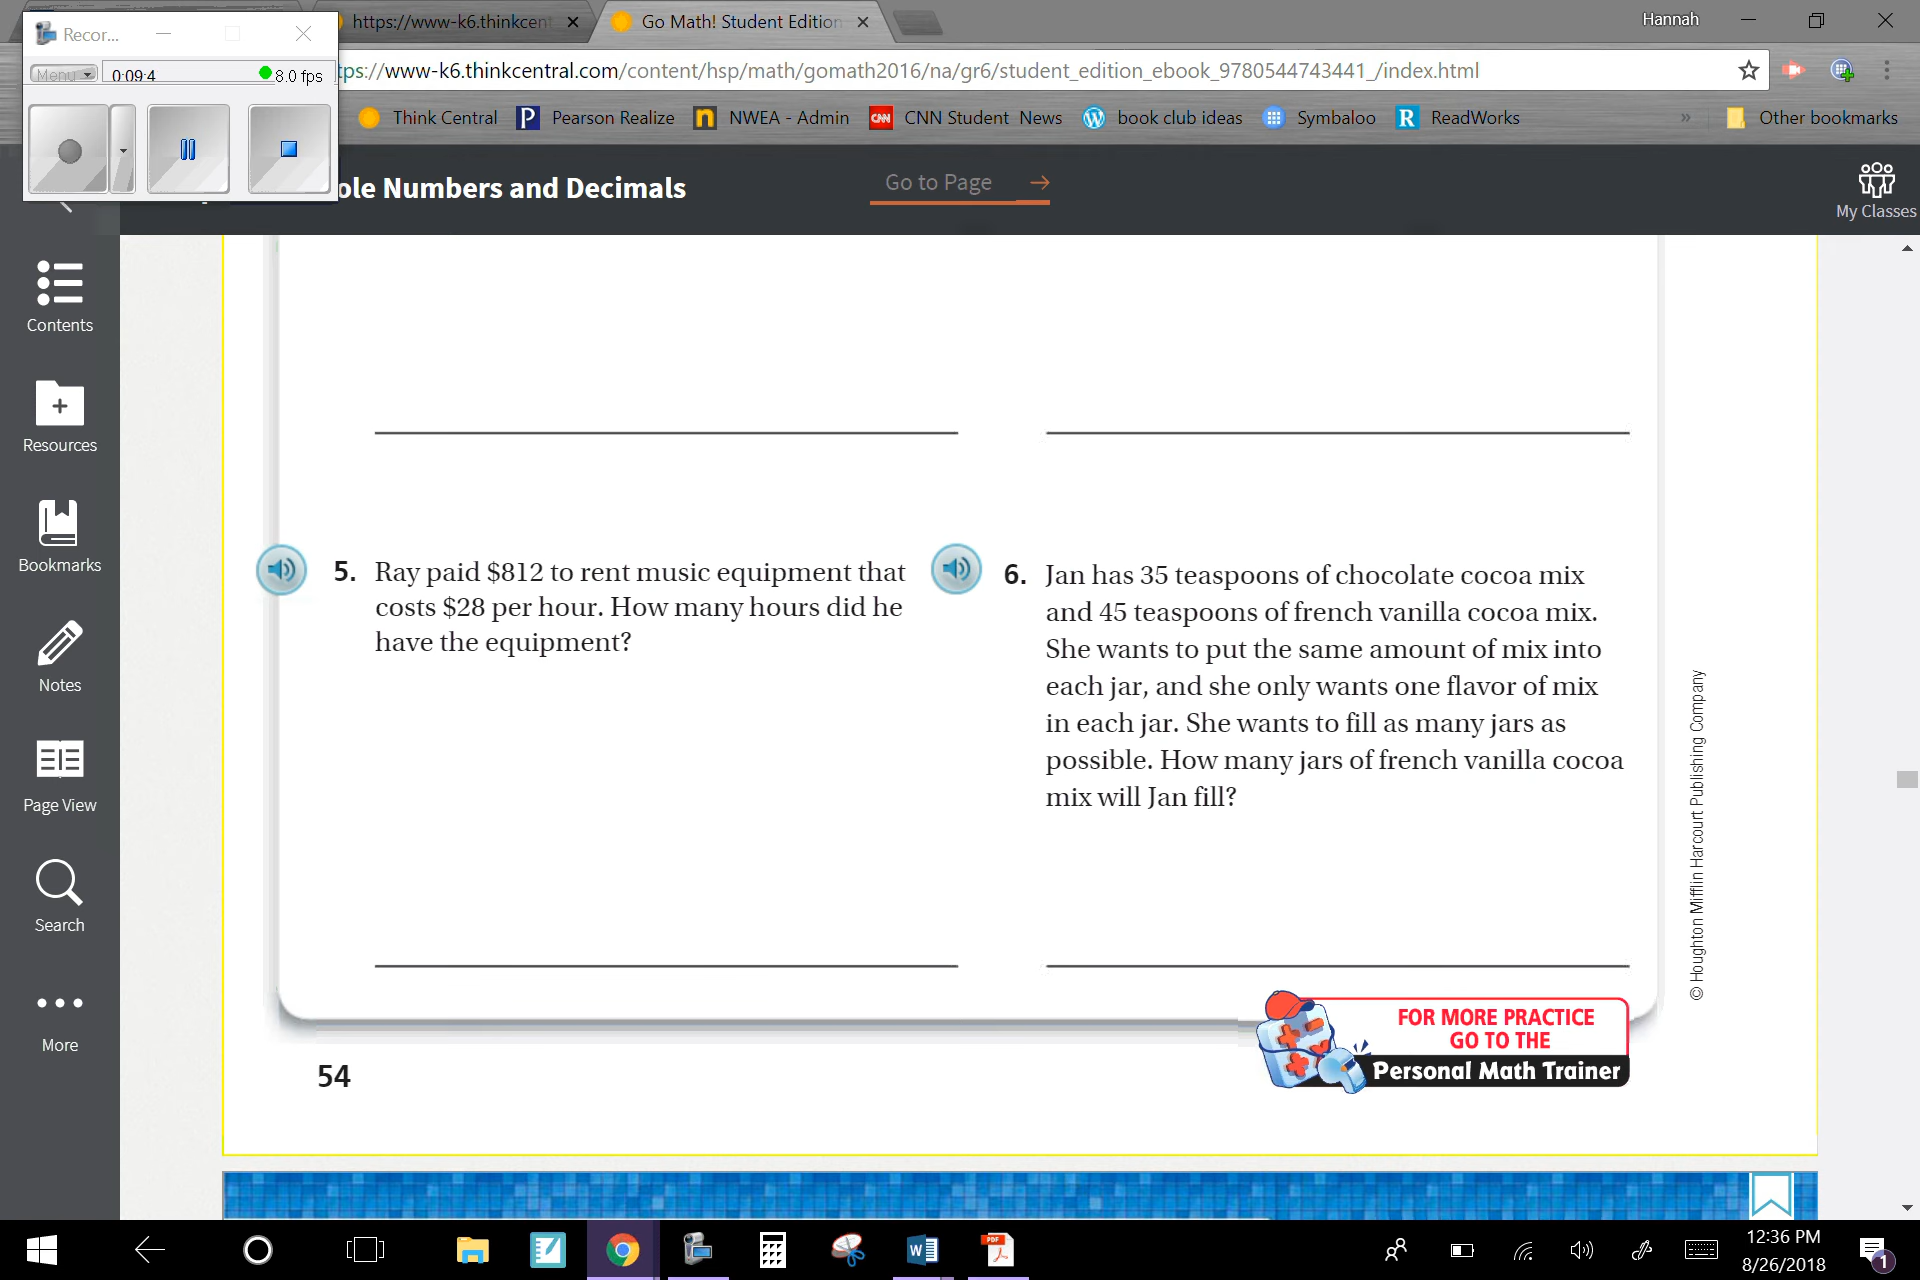 Recor...
Menu
0:09:4
8.0 fps
https://www-k6.thinkcent
Go Math! Student Edition
Hannah
tps://www-k6.thinkcentral.com/content/hsp/math/gomath2016/na/gr6/student_edition_ebook_9780544743441_/index.html
Think Central
P Pearson Realize
n NWEA - Admin
CNN CNN Student News
W book club ideas
Symbaloo
R ReadWorks
»
Other bookmarks
ole Numbers and Decimals
Go to Page
My Classes
Contents
Resources
Bookmarks
Notes
Page View
Search
More
5. Ray paid $812 to rent music equipment that
costs $28 per hour. How many hours did he
have the equipment?
6. Jan has 35 teaspoons of chocolate cocoa mix
and 45 teaspoons of french vanilla cocoa mix.
She wants to put the same amount of mix into
each jar, and she only wants one flavor of mix
in each jar. She wants to fill as many jars as
possible. How many jars of french vanilla cocoa
mix will Jan fill?
© Houghton Mifflin Harcourt Publishing Company
FOR MORE PRACTICE
GO TO THE
Personal Math Trainer
54
PDF
12:36 PM
8/26/2018
1